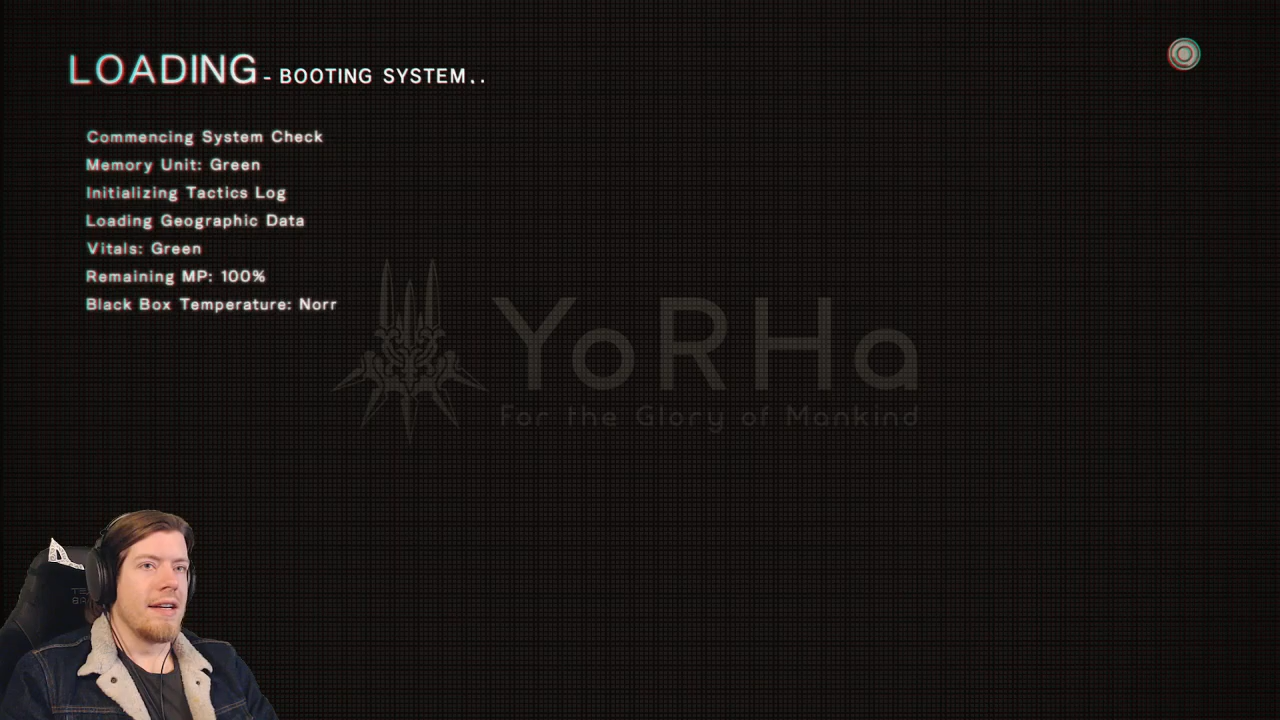 LOADING - BOOTING SYSTEM..
Commencing System Check
Memory Unit: Green
Initializing Tactics Log
Loading Geographic Data
Vitals: Green
Remaining MP: 100%
Black Box Temperature: Norr
YoRHa
For the Glory of Mankind